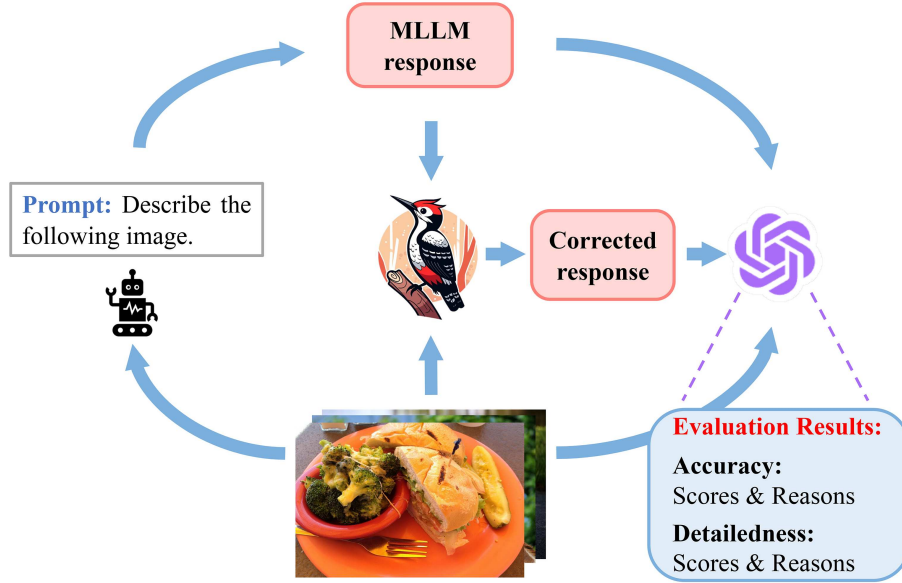 MLLM
response
Prompt: Describe the
following image.
Corrected
response
Evaluation Results:
Accuracy:
Scores & Reasons
Detailedness:
Scores & Reasons